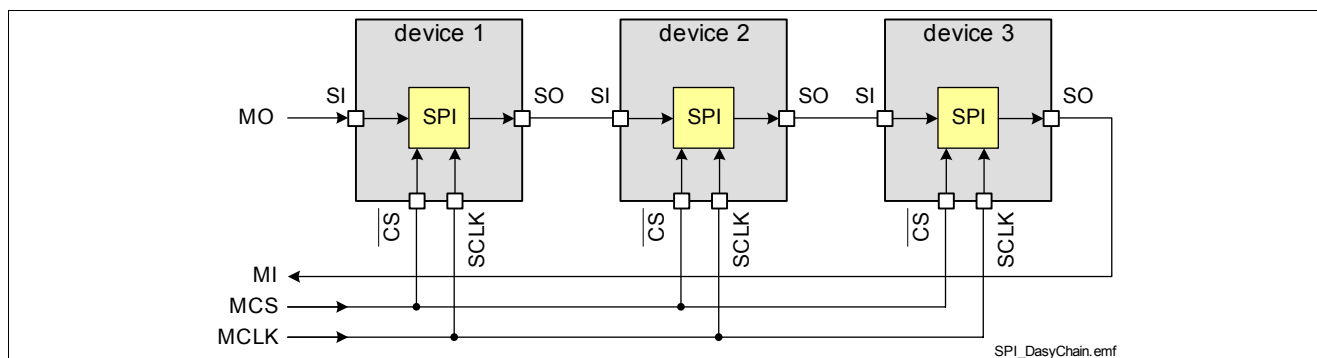 device 1 device 2 device 3
SI SO SI SO SI SO
MO SPI SPI SPI
CS SCLK CS SCLK CS SCLK
MI
MCS
MCLK
SPI_DasyChain.emf